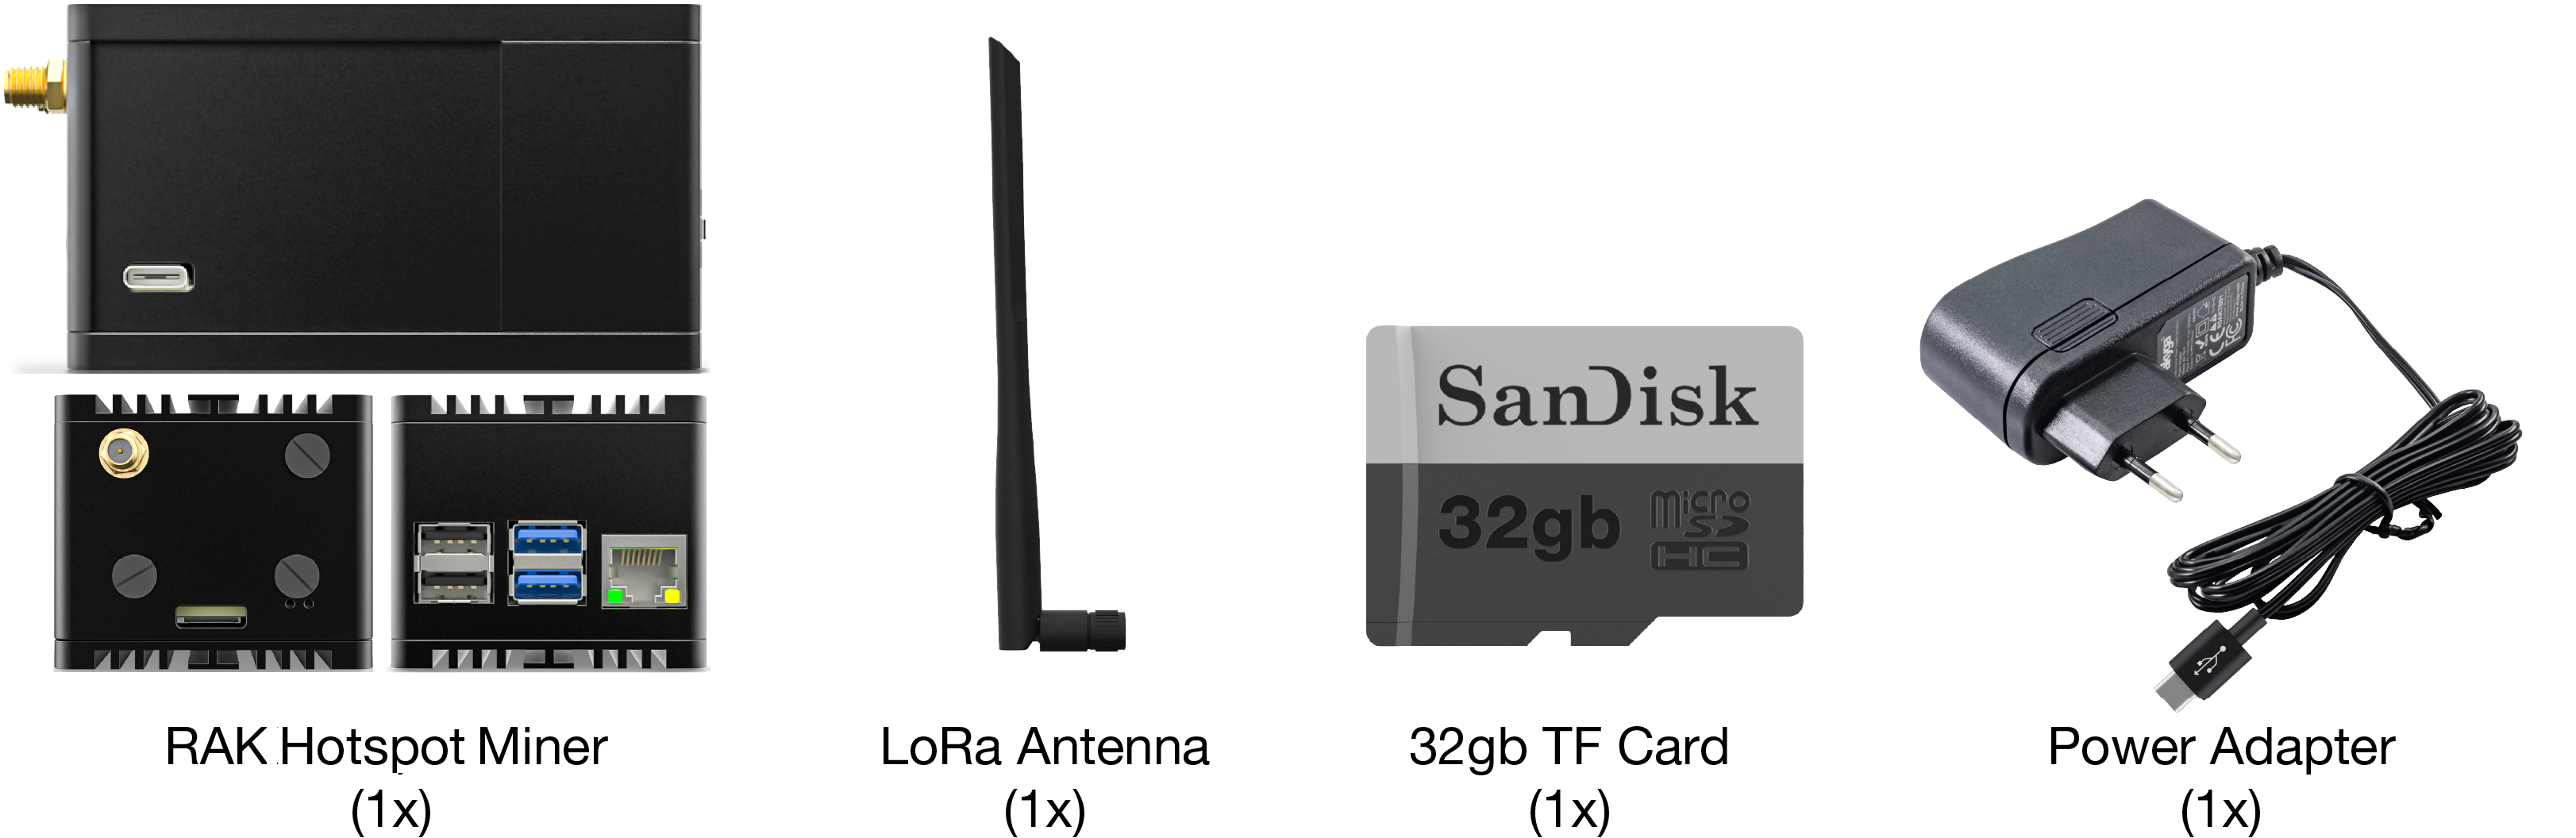 SanDisk
32gb
micro
SD
HC
akyga
RAK Hotspot Miner
(1x)
LoRa Antenna
(1x)
32gb TF Card
(1x)
Power Adapter
(1x)